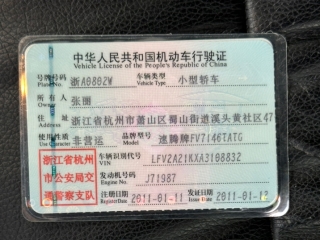 中华人民共和国机动车行驶证
Vehicle License of the People's Republic of China
号牌号码 浙A0802W 车辆类型 小型轿车
Plate No. Vehicle Type
所有人 张丽
Owner
住址 浙江省杭州市萧山区蜀山街道溪头黄社区47
Address
使用性质 非营运 品牌型号 速腾牌FV7146TATG
Use Character Model
浙江省杭州
市公安局交
通警察支队
车辆识别代号 LFV2A21KXA3108832
VIN
发动机号码 J71987
Engine No.
注册日期 2011-01-11 发证日期 2011-01-12
Register Date Issue Date